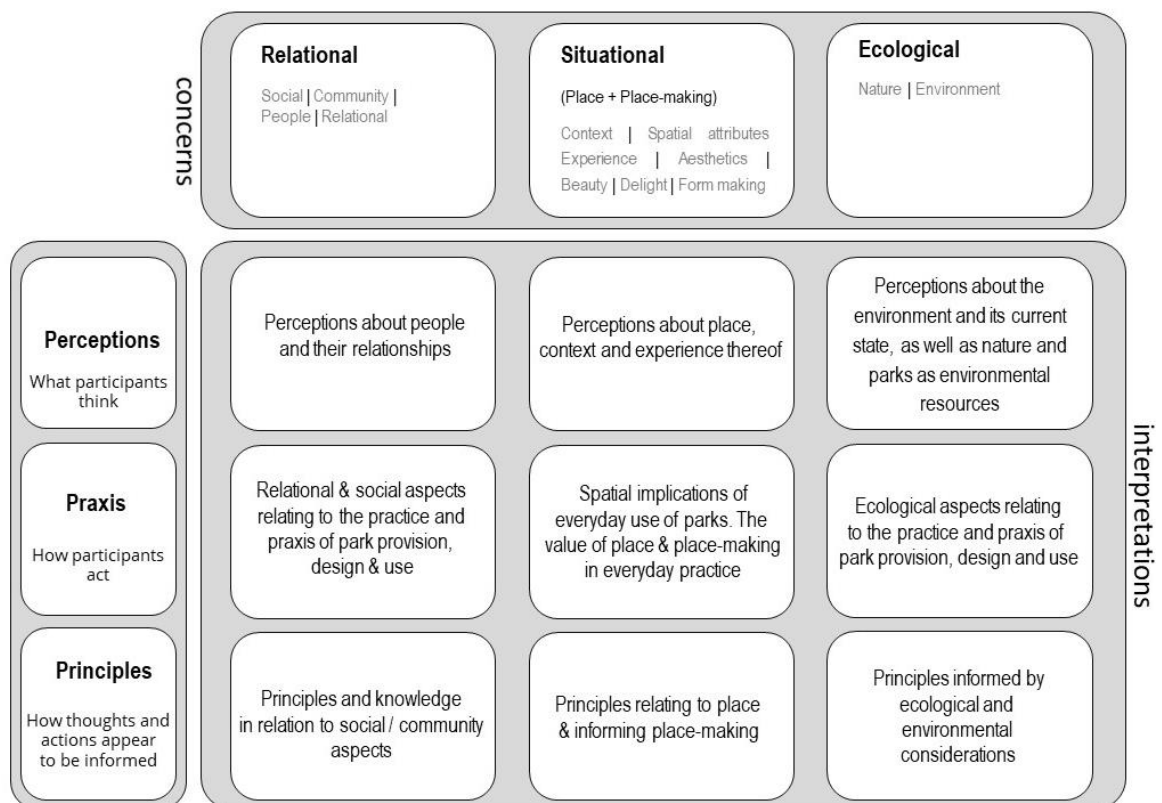 concerns
Relational
Social | Community |
People | Relational
Situational
(Place + Place-making)
Context | Spatial attributes
Experience | Aesthetics |
Beauty | Delight | Form making
Ecological
Nature | Environment
Perceptions
What participants
think
Perceptions about people
and their relationships
Perceptions about place,
context and experience thereof
Perceptions about the
environment and its current
state, as well as nature and
parks as environmental
resources
interpretations
Praxis
How participants
act
Relational & social aspects
relating to the practice and
praxis of park provision,
design & use
Spatial implications of
everyday use of parks. The
value of place & place-making
in everyday practice
Ecological aspects relating
to the practice and praxis of
park provision, design and use
Principles
How thoughts and
actions appear
to be informed
Principles and knowledge
in relation to social / community
aspects
Principles relating to place
& informing place-making
Principles informed by
ecological and
environmental
considerations